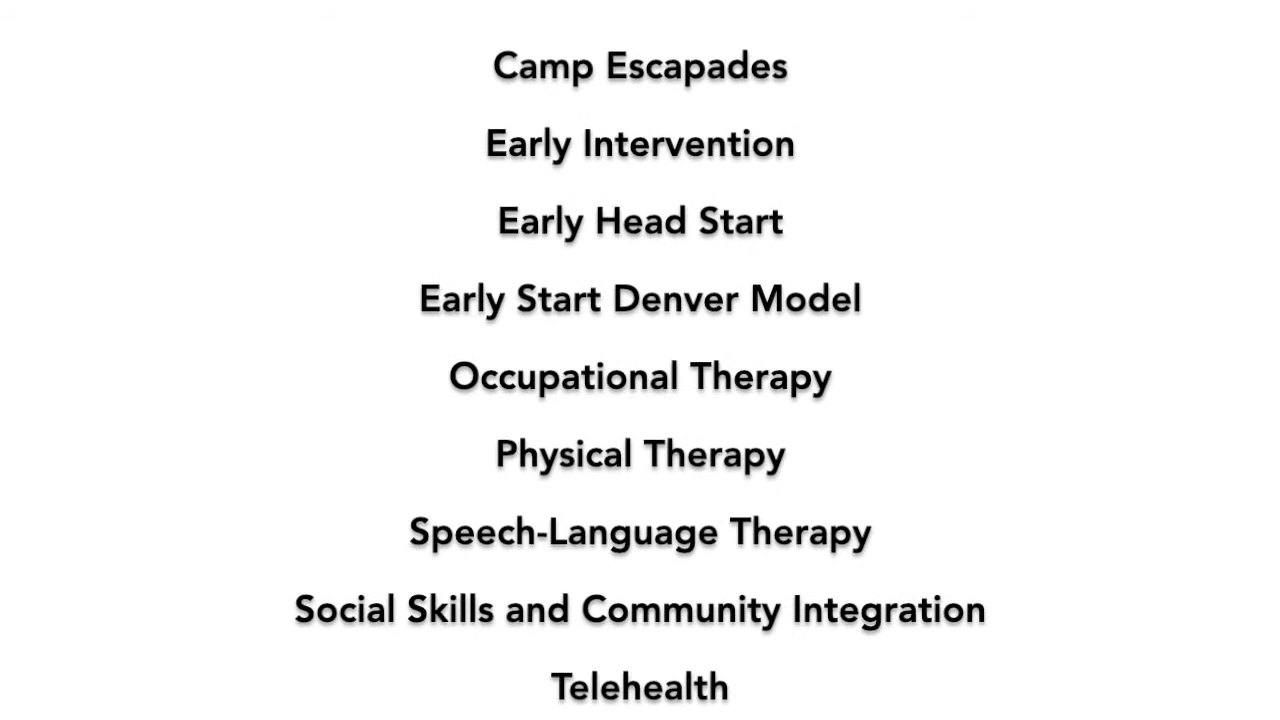 Camp Escapades
Early Intervention
Early Head Start
Early Start Denver Model
Occupational Therapy
Physical Therapy
Speech-Language Therapy
Social Skills and Community Integration
Telehealth